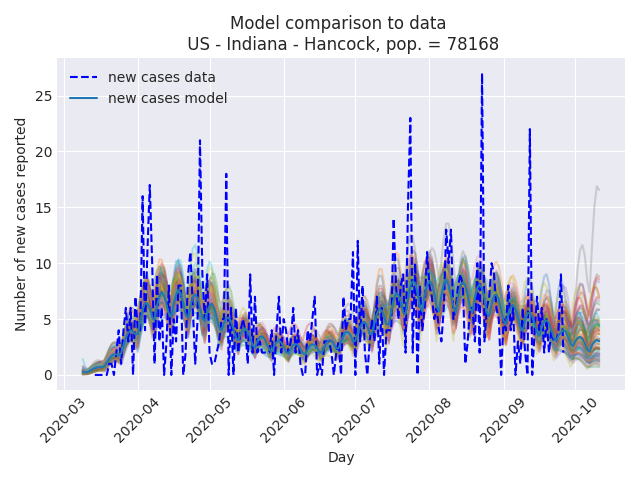 Model comparison to data
US - Indiana - Hancock, pop. = 78168
new cases data
new cases model
Number of new cases reported
25
20
15
10
5
0
2020-03
2020-04
2020-05
2020-06
2020-07
2020-08
2020-09
2020-10
Day